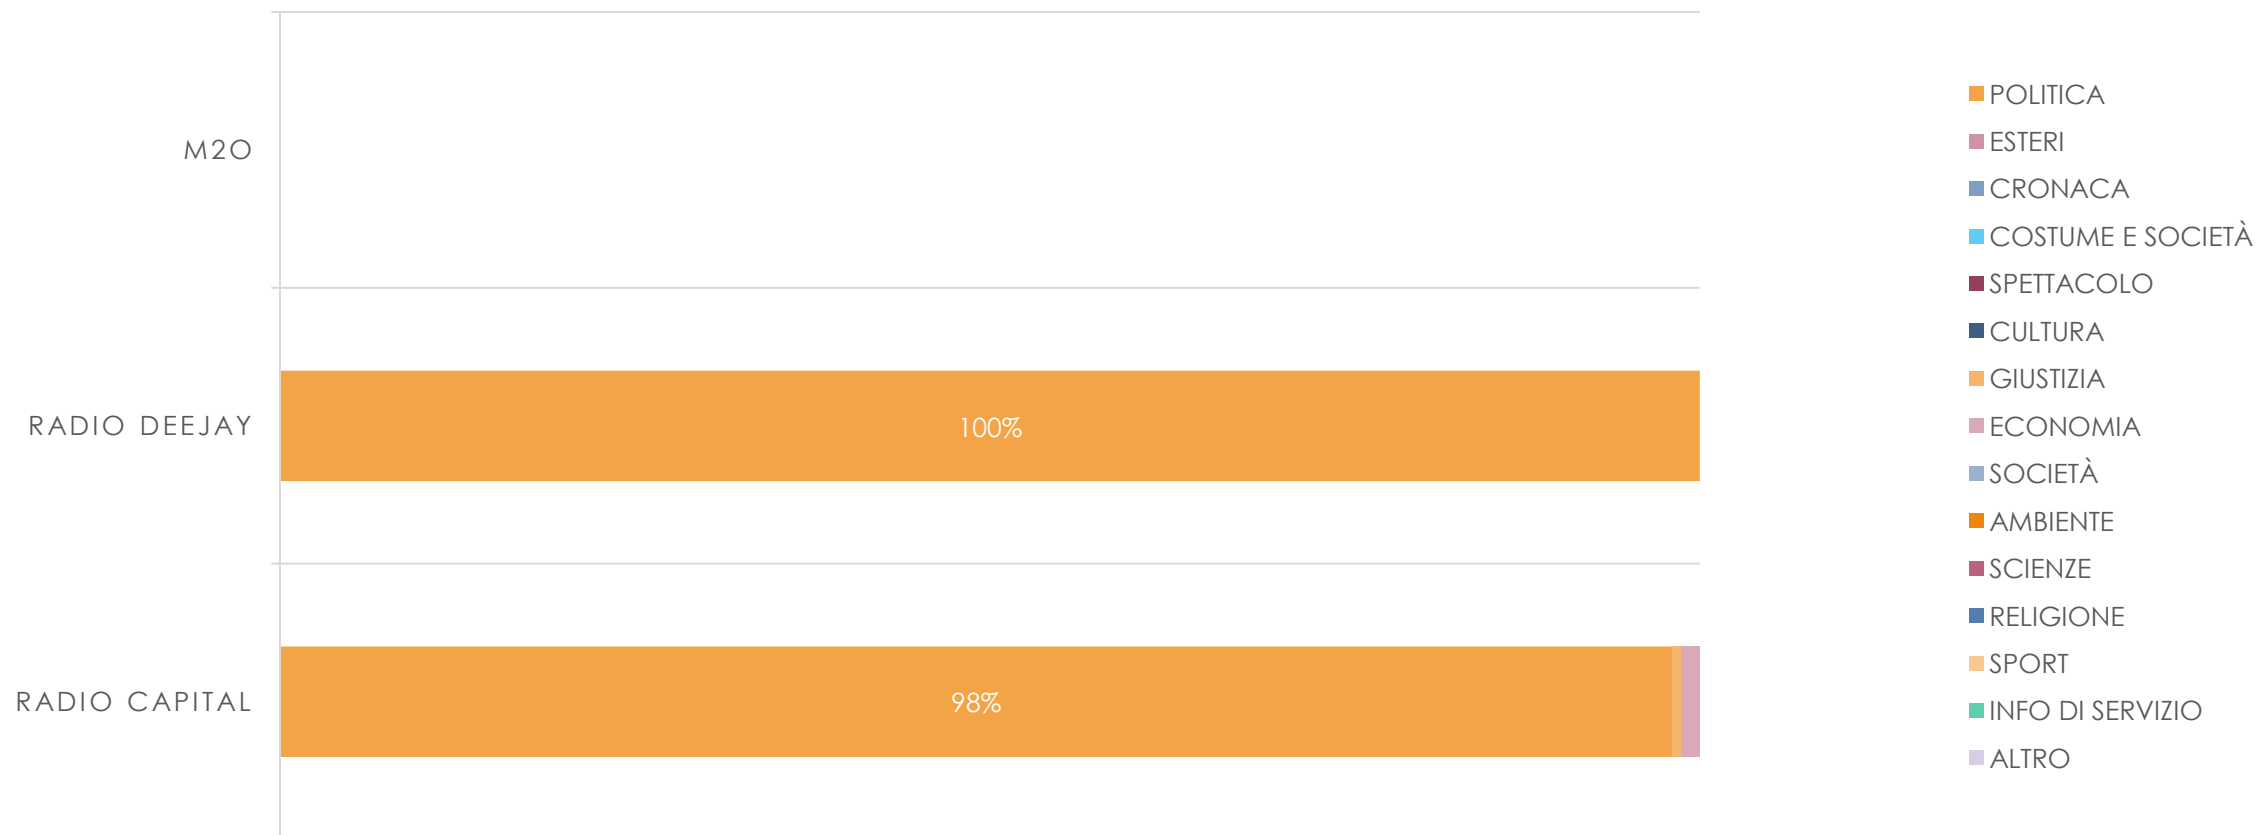 M2O
RADIO DEEJAY
100%
RADIO CAPITAL
98%
POLITICA
ESTERI
CRONACA
COSTUME E SOCIETÀ
SPETTACOLO
CULTURA
GIUSTIZIA
ECONOMIA
SOCIETÀ
AMBIENTE
SCIENZE
RELIGIONE
SPORT
INFO DI SERVIZIO
ALTRO